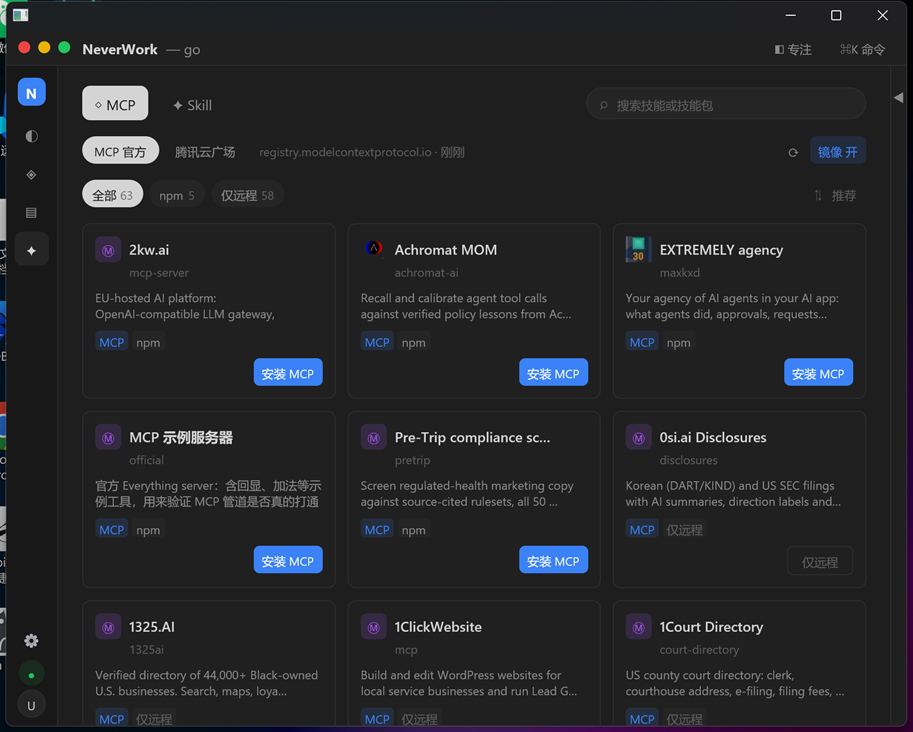 NeverWork — go
专注
⌘K 命令
N
MCP
Skill
搜索技能或技能包
MCP 官方
腾讯云广场
registry.modelcontextprotocol.io · 刚刚
镜像 开
全部 63
npm 5
仅远程 58
推荐
2kw.ai
mcp-server
EU-hosted AI platform:
OpenAI-compatible LLM gateway,
MCP npm
安装 MCP
Achromat MOM
achromat-ai
Recall and calibrate agent tool calls
against verified policy lessons from Ac...
MCP npm
安装 MCP
30
EXTREMELY agency
maxkxd
Your agency of AI agents in your AI app:
what agents did, approvals, requests...
MCP npm
安装 MCP
MCP 示例服务器
official
官方 Everything server：含回显、加法等示
例工具，用来验证 MCP 管道是否真的打通
MCP npm
安装 MCP
Pre-Trip compliance sc...
pretrip
Screen regulated-health marketing copy
against source-cited rulesets, all 50 ...
MCP npm
安装 MCP
0si.ai Disclosures
disclosures
Korean (DART/KIND) and US SEC filings
with AI summaries, direction labels and...
MCP 仅远程
仅远程
1325.AI
1325ai
Verified directory of 44,000+ Black-owned
U.S. businesses. Search, maps, loya...
MCP 仅远程
1ClickWebsite
mcp
Build and edit WordPress websites for
local service businesses and run Lead G...
MCP 仅远程
1Court Directory
court-directory
US county court directory: clerk,
courthouse address, e-filing, filing fees, ...
MCP 仅远程
U